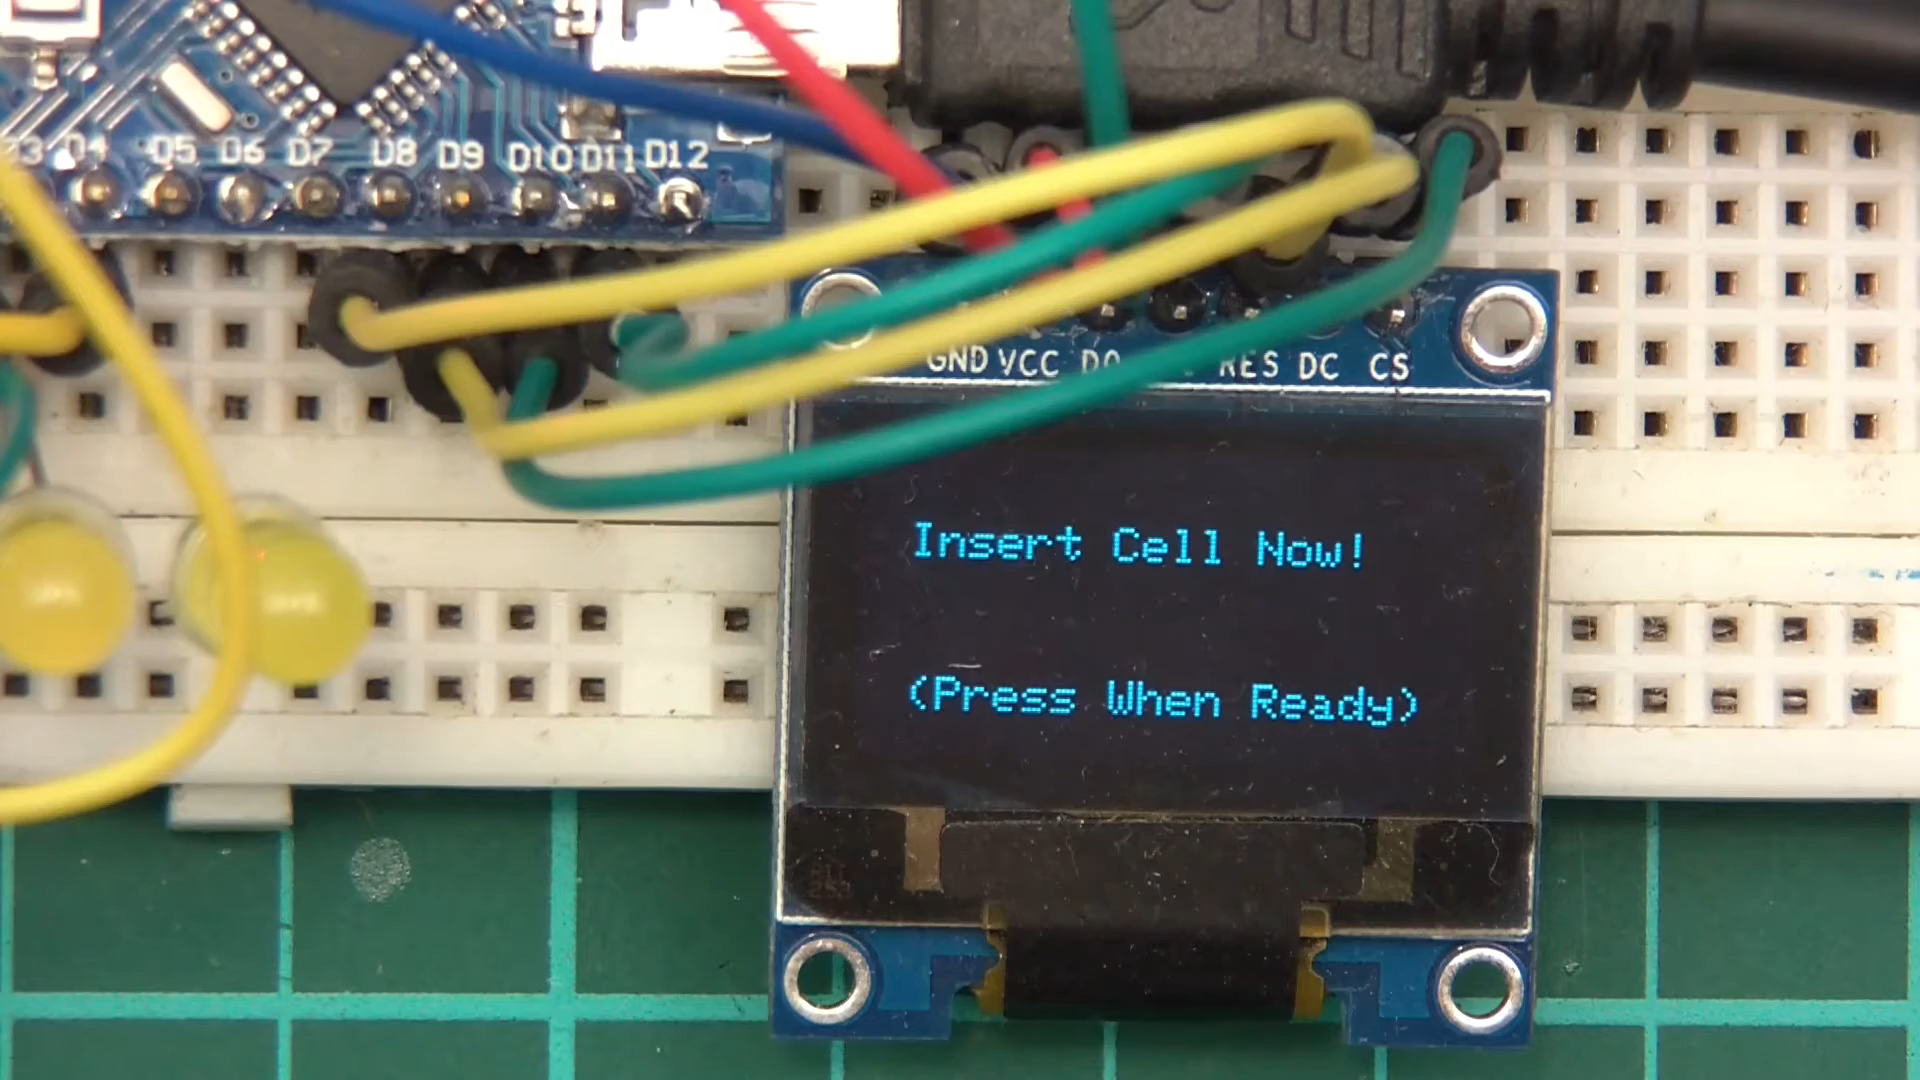 D4 D5 D6 D7 D8 D9 D10 D11 D12
GND VCC D0 RES DC CS
Insert Cell Now!
(Press When Ready)